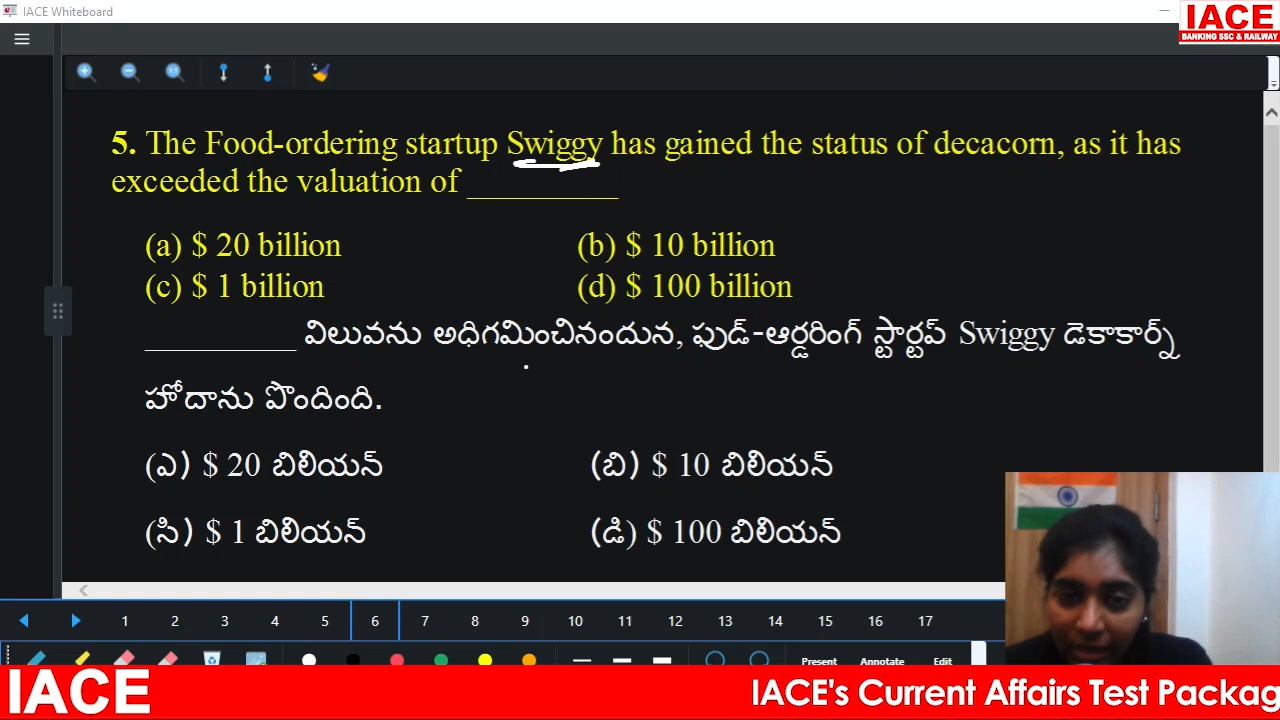 IACE Whiteboard
IACE
BANKING SSC & RAILWAY
5. The Food-ordering startup Swiggy has gained the status of decacorn, as it has
exceeded the valuation of __________
(a) $ 20 billion (b) $ 10 billion
(c) $ 1 billion (d) $ 100 billion
__________ విలువను అధిగమించినందున, ఫుడ్-ఆర్డరింగ్ స్టార్టప్ Swiggy డెకాకార్న్
హోదాను పొందింది.
(ఎ) $ 20 బిలియన్ (బి) $ 10 బిలియన్
(సి) $ 1 బిలియన్ (డి) $ 100 బిలియన్
1 2 3 4 5 6 7 8 9 10 11 12 13 14 15 16 17
Present Annotate Edit
IACE IACE's Current Affairs Test Packag